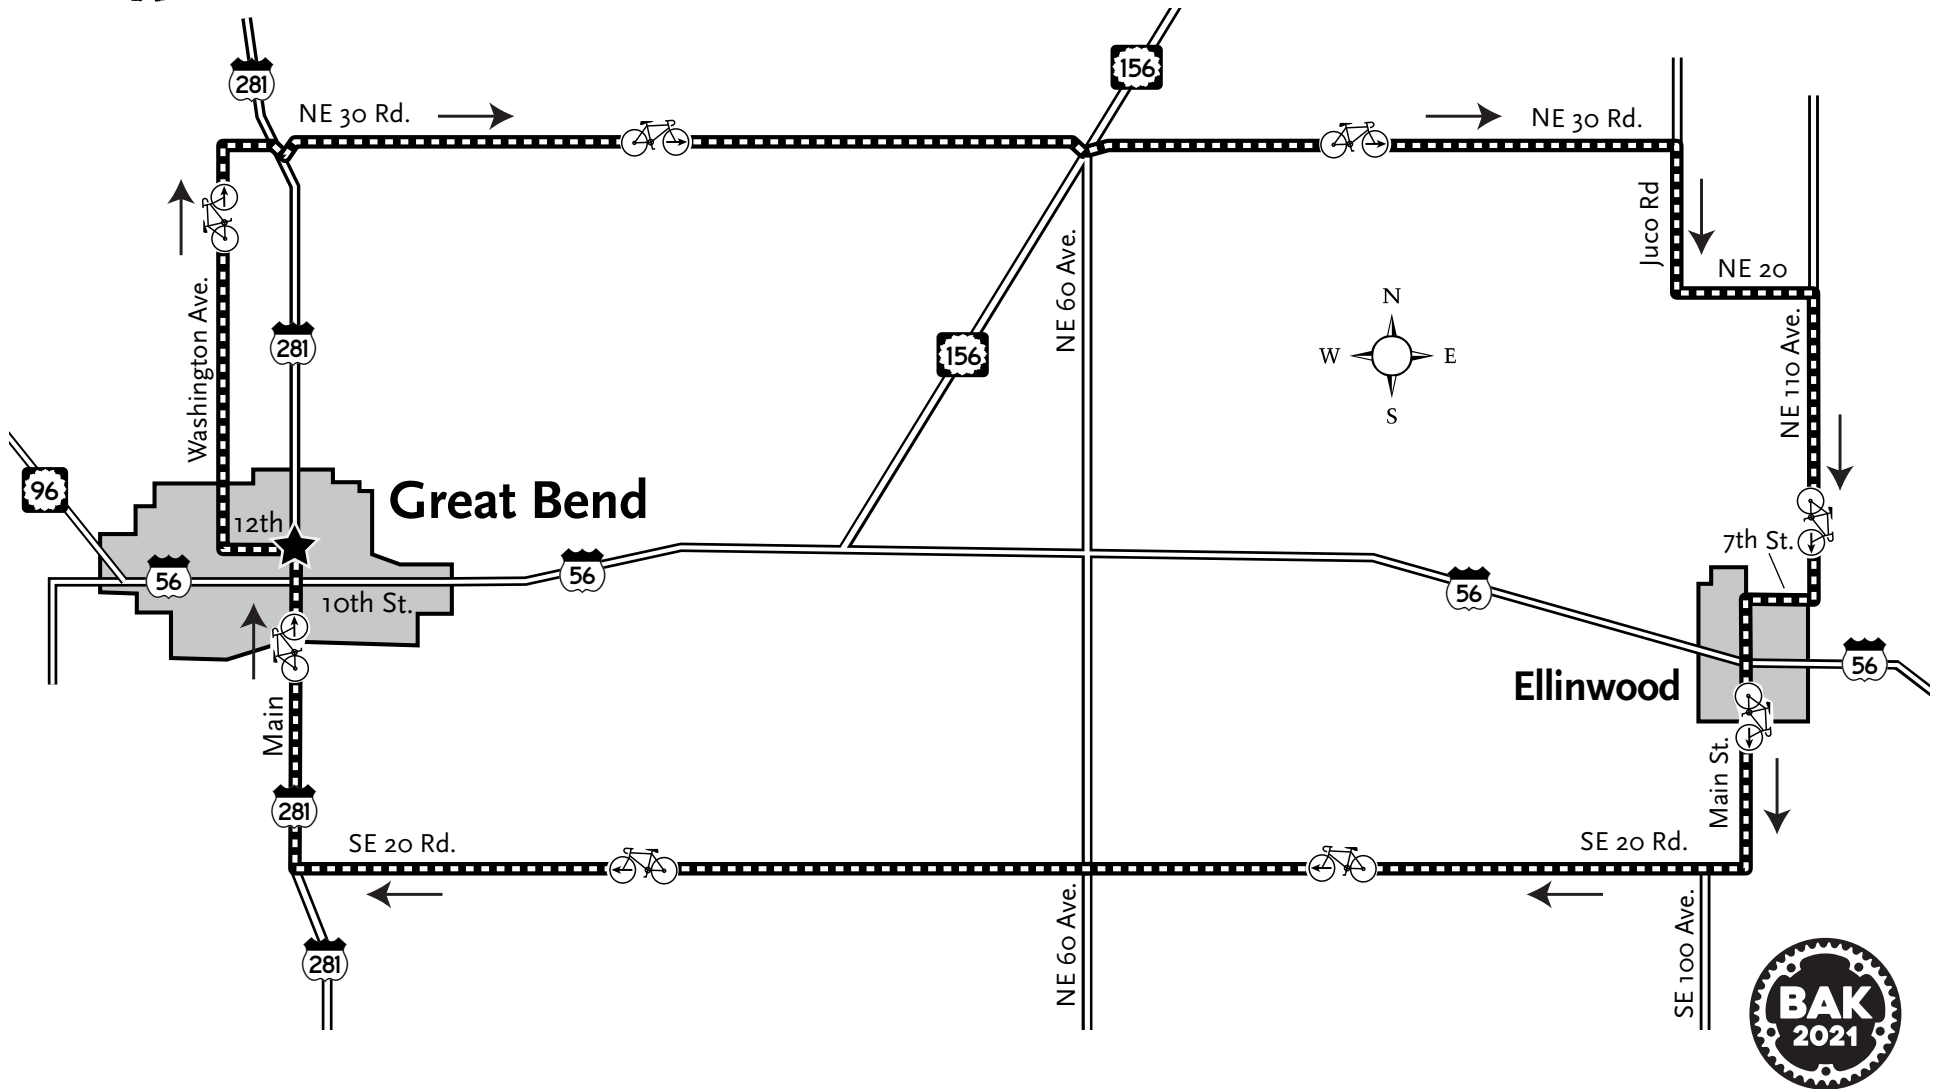 156
281
NE 30 Rd.
NE 30 Rd.
Juco Rd
NE 20
Washington Ave.
281
156
NE 60 Ave.
N
W
E
S
NE 110 Ave.
96
Great Bend
12th
56
10th St.
56
56
7th St.
56
Ellinwood
Main
281
Main St.
SE 20 Rd.
SE 20 Rd.
281
NE 60 Ave.
SE 100 Ave.
BAK
2021